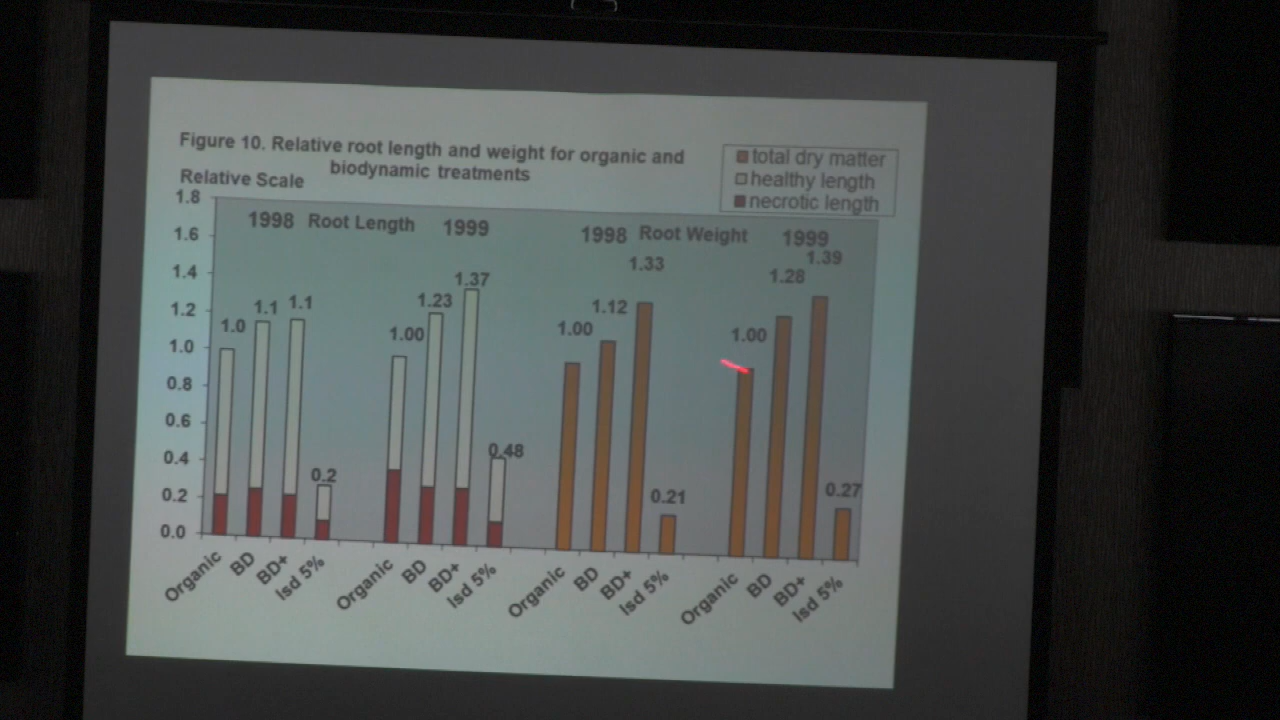 Figure 10. Relative root length and weight for organic and
biodynamic treatments
total dry matter
healthy length
necrotic length
Relative Scale
1.8
1.6
1.4
1.2
1.0
0.8
0.6
0.4
0.2
0.0
1998 Root Length 1999
1998 Root Weight 1999
1.0
1.1
1.1
0.2
1.00
1.23
1.37
0.48
1.00
1.12
1.33
0.21
1.00
1.28
1.39
0.27
Organic
BD
BD+
lsd 5%
Organic
BD
BD+
lsd 5%
Organic
BD
BD+
lsd 5%
Organic
BD
BD+
lsd 5%